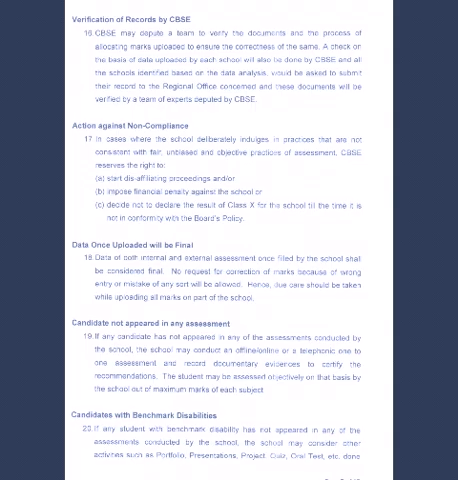 Verification of Records by CBSE
16.CBSE may depute a team to verify the documents and the process of
allocating marks uploaded to ensure the correctness of the same. A check on
the basis of data uploaded by each school will also be done by CBSE and all
the schools identified based on the data analysis, would be asked to submit
their record to the Regional Office concerned and these documents will be
verified by a team of experts deputed by CBSE.
Action against Non-Compliance
17.In cases where the school deliberately indulges in practices that are not
consistent with fair, unbiased and objective practices of assessment, CBSE
reserves the right to:
(a) start dis-affiliating proceedings and/or
(b) impose financial penalty against the school or
(c) decide not to declare the result of Class X for the school till the time it is
not in conformity with the Board's Policy.
Data Once Uploaded will be Final
18.Data of both internal and external assessment once filled by the school shall
be considered final. No request for correction of marks because of wrong
entry or mistake of any sort will be allowed. Hence, due care should be taken
while uploading all marks on part of the school.
Candidate not appeared in any assessment
19.If any candidate has not appeared in any of the assessments conducted by
the school, the school may conduct an offline/online or a telephonic one to
one assessment and record documentary evidences to certify the
recommendations. The student may be assessed objectively on that basis by
the school out of maximum marks of each subject
Candidates with Benchmark Disabilities
20.If any student with benchmark disability has not appeared in any of the
assessments conducted by the school, the school may consider other
activities such as Portfolio, Presentations, Project, Quiz, Oral Test, etc. done